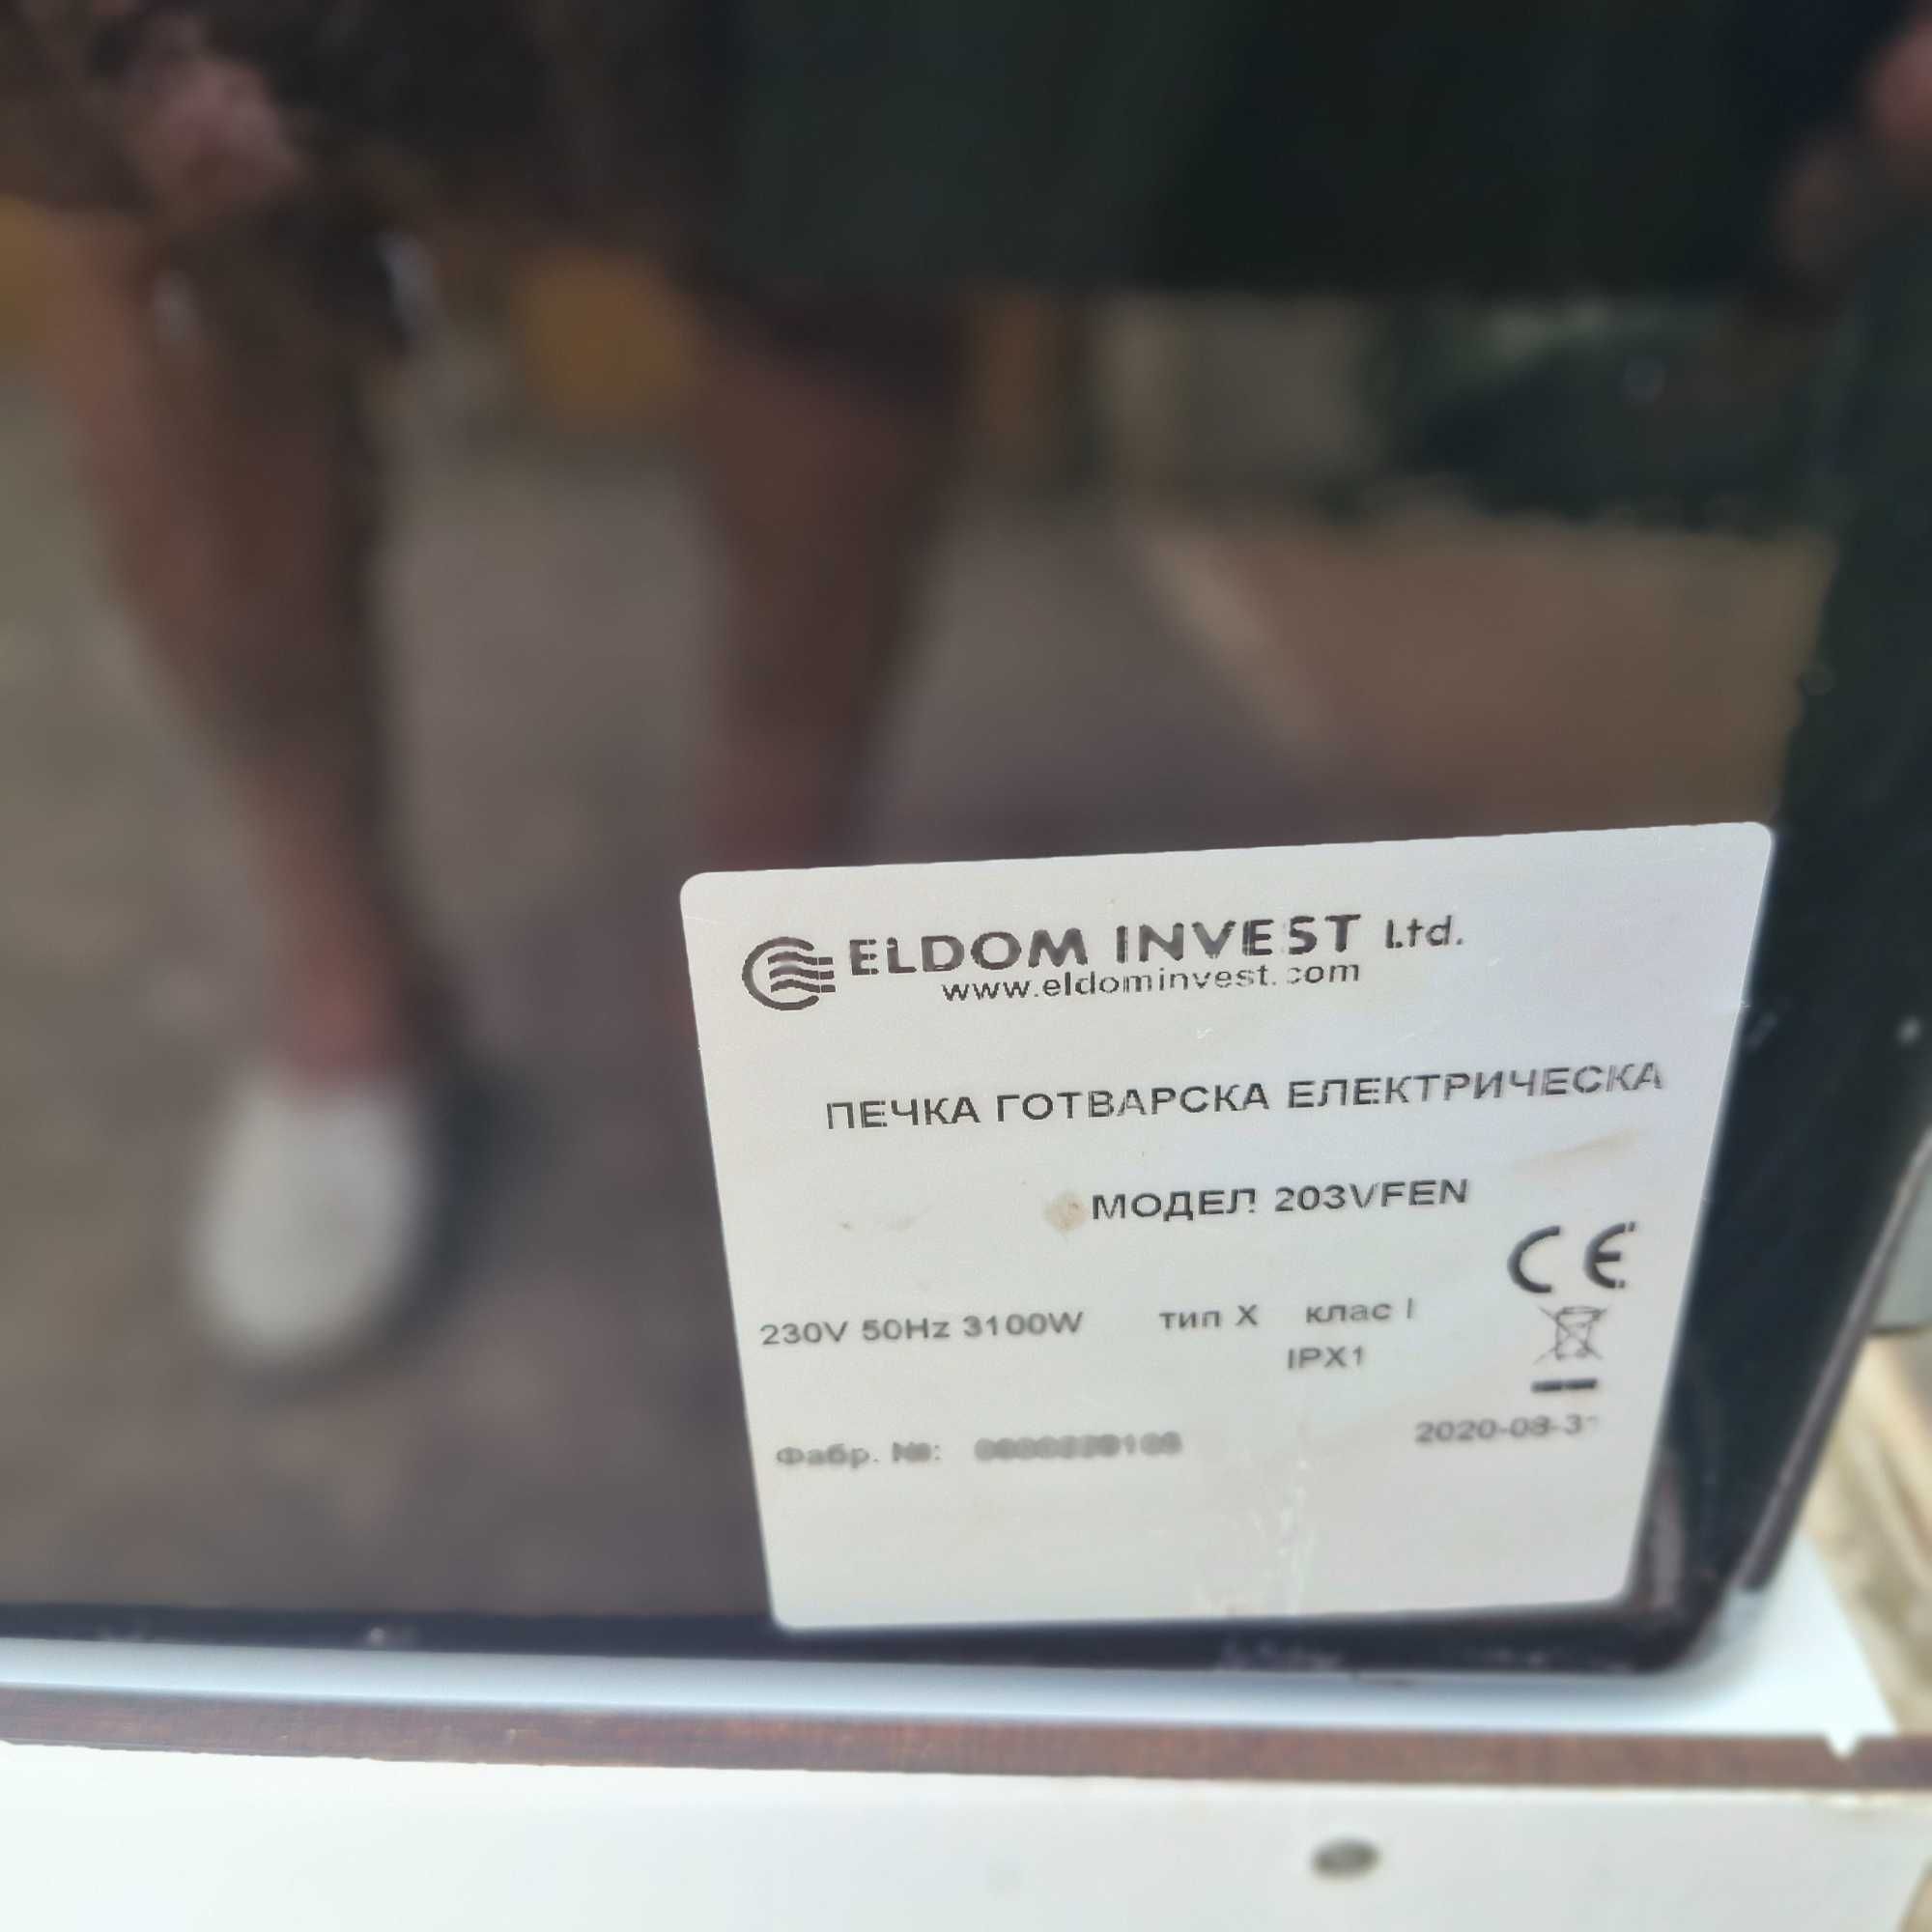 ELDOM INVEST Ltd.
www.eldominvest.com
ПЕЧКА ГОТВАРСКА ЕЛЕКТРИЧЕСКА
МОДЕЛ 203VFEN
CE
230V 50Hz 3100W тип X клас I
IPX1
Фабр. №: